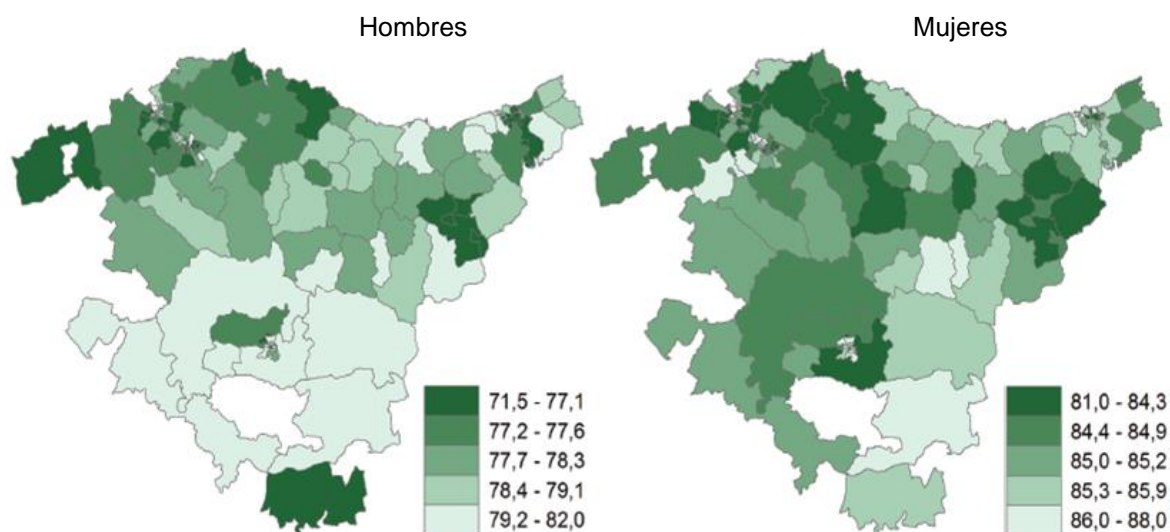 Hombres
Mujeres
71,5 - 77,1
77,2 - 77,6
77,7 - 78,3
78,4 - 79,1
79,2 - 82,0
81,0 - 84,3
84,4 - 84,9
85,0 - 85,2
85,3 - 85,9
86,0 - 88,0